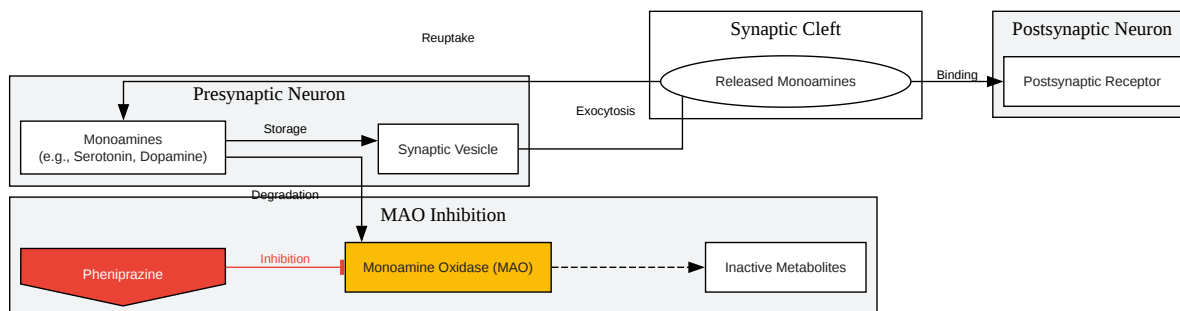 Synaptic Cleft
Postsynaptic Neuron
Reuptake
Released Monoamines
Binding
Postsynaptic Receptor
Presynaptic Neuron
Exocytosis
Storage
Monoamines
(e.g., Serotonin, Dopamine)
Synaptic Vesicle
Degradation
MAO Inhibition
Pheniprazine
Inhibition
Monoamine Oxidase (MAO)
Inactive Metabolites